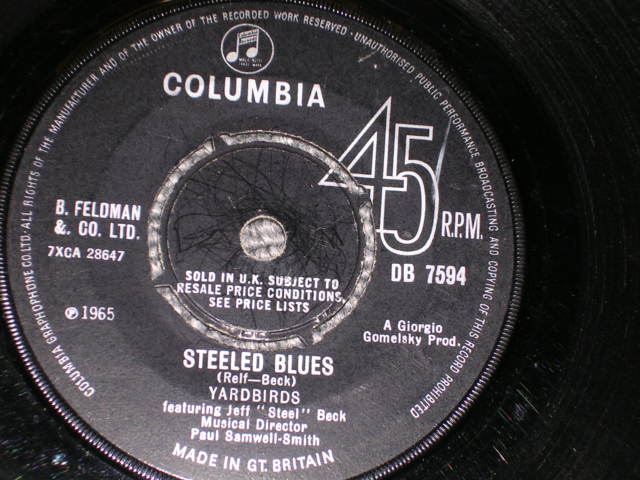 COLUMBIA GRAPHOPHONE CO. LTD. ALL RIGHTS OF THE MANUFACTURER AND OF THE OWNER OF THE RECORDED WORK RESERVED · UNAUTHORISED PUBLIC PERFORMANCE BROADCASTING AND COPYING OF THIS RECORD PROHIBITED
COLUMBIA
45
R.P.M.
B. FELDMAN
&. CO. LTD.
7XCA 28647
DB 7594
SOLD IN U.K. SUBJECT TO
RESALE PRICE CONDITIONS,
SEE PRICE LISTS
℗ 1965
A Giorgio
Gomelsky Prod.
STEELED BLUES
(Relf—Beck)
YARDBIRDS
featuring Jeff "Steel" Beck
Musical Director
Paul Samwell-Smith
MADE IN GT. BRITAIN